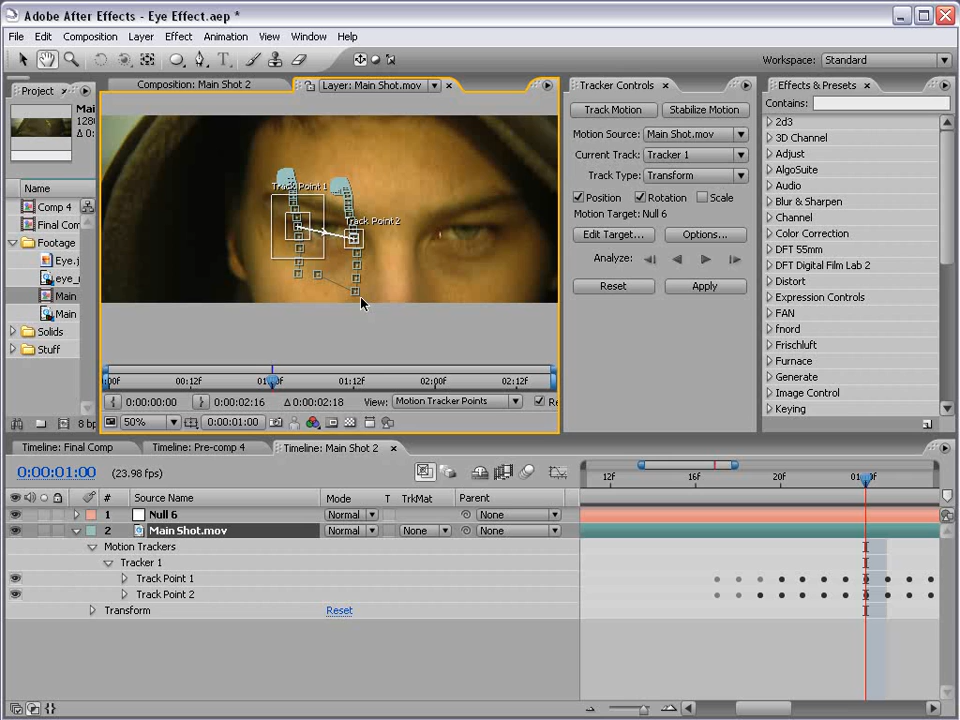 Adobe After Effects - Eye Effect.aep *
File Edit Composition Layer Effect Animation View Window Help
Workspace: Standard
Project ×
Composition: Main Shot 2
Layer: Main Shot.mov ×
Tracker Controls ×
Effects & Presets ×
Mai
128
Δ 0:
Name
Comp 4
Final Com
Footage
Eye.j
eye_r
Main
Main
Solids
Stuff
8 bp
Track Point 1
Track Point 2
:00f 00:12f 01:00f 01:12f 02:00f 02:12f
0:00:00:00 0:00:02:16 Δ 0:00:02:18 View: Motion Tracker Points Re
50% 0:00:01:00
Track Motion Stabilize Motion
Motion Source: Main Shot.mov
Current Track: Tracker 1
Track Type: Transform
Position Rotation Scale
Motion Target: Null 6
Edit Target... Options...
Analyze:
Reset Apply
Contains:
2d3
3D Channel
Adjust
AlgoSuite
Audio
Blur & Sharpen
Channel
Color Correction
DFT 55mm
DFT Digital Film Lab 2
Distort
Expression Controls
FAN
fnord
Frischluft
Furnace
Generate
Image Control
Keying
Timeline: Final Comp Timeline: Pre-comp 4 Timeline: Main Shot 2 ×
0:00:01:00 (23.98 fps)
12f 16f 20f 01:00f
# Source Name Mode T TrkMat Parent
1 Null 6 Normal None
2 Main Shot.mov Normal None None
Motion Trackers
Tracker 1
Track Point 1
Track Point 2
Transform Reset